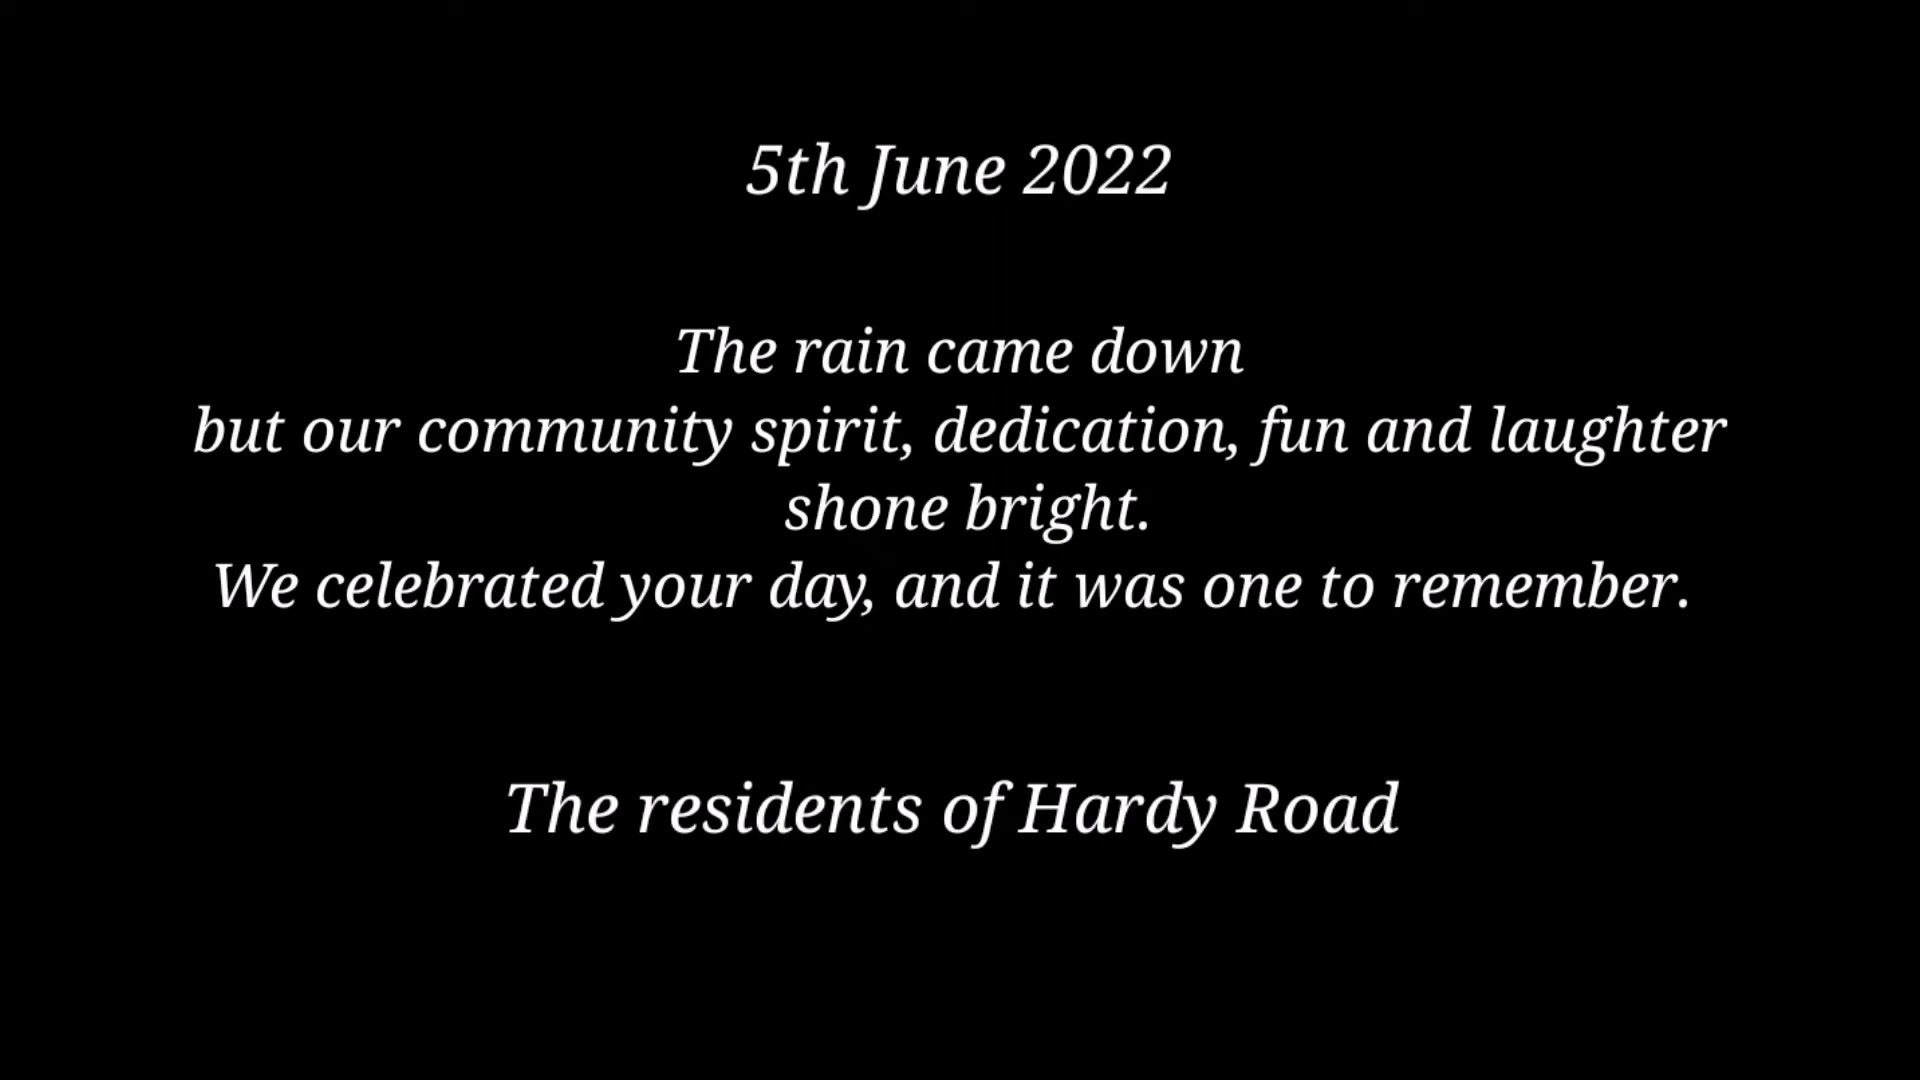 5th June 2022
The rain came down
but our community spirit, dedication, fun and laughter
shone bright.
We celebrated your day, and it was one to remember.
The residents of Hardy Road